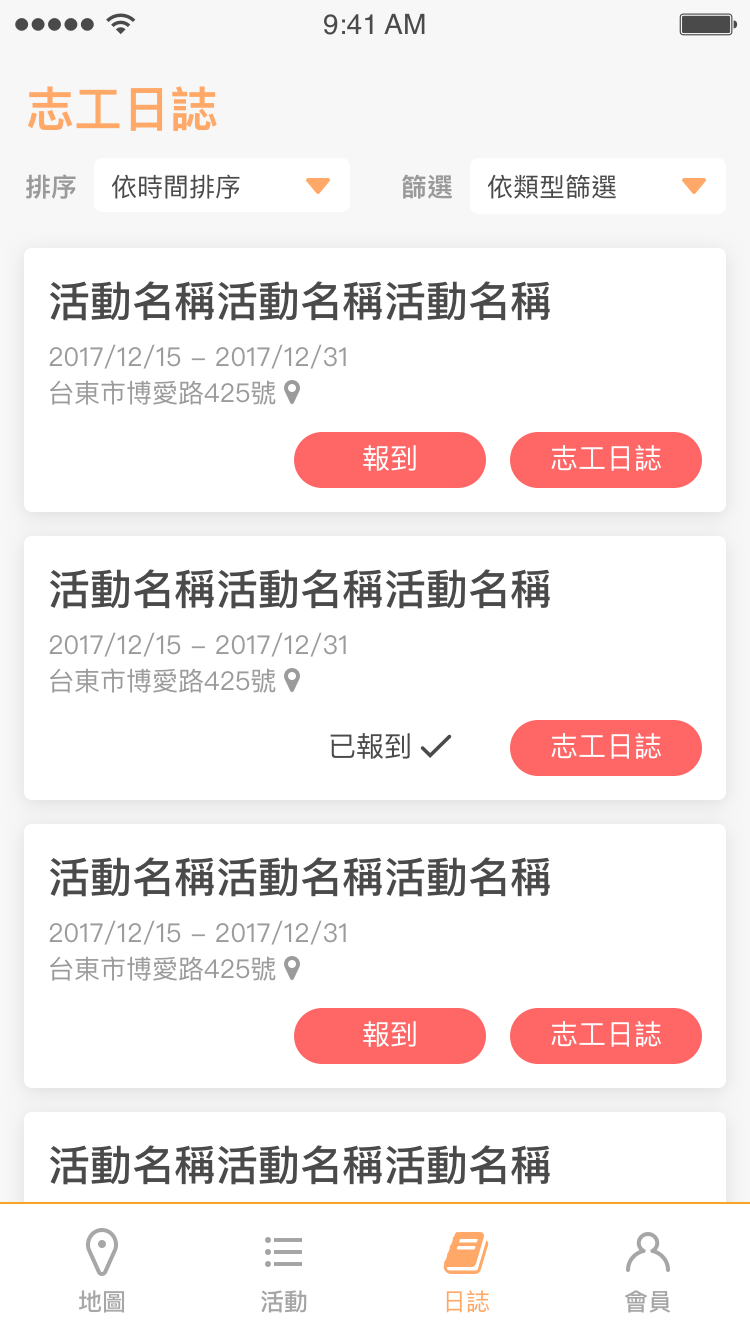 9:41 AM
志工日誌
排序 依時間排序 篩選 依類型篩選
活動名稱活動名稱活動名稱
2017/12/15 – 2017/12/31
台東市博愛路425號
報到 志工日誌
活動名稱活動名稱活動名稱
2017/12/15 – 2017/12/31
台東市博愛路425號
已報到 志工日誌
活動名稱活動名稱活動名稱
2017/12/15 – 2017/12/31
台東市博愛路425號
報到 志工日誌
活動名稱活動名稱活動名稱
地圖 活動 日誌 會員